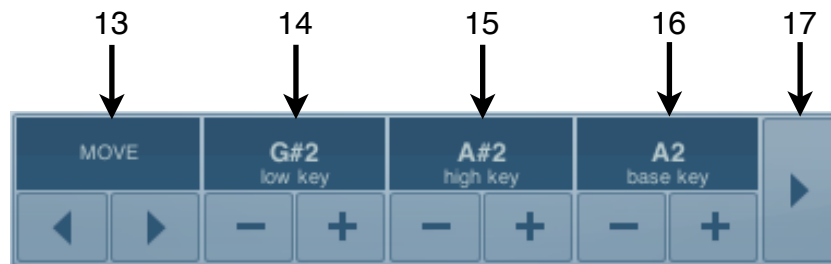 13 14 15 16 17
MOVE G#2 A#2 A2
low key high key base key
− + − + − +